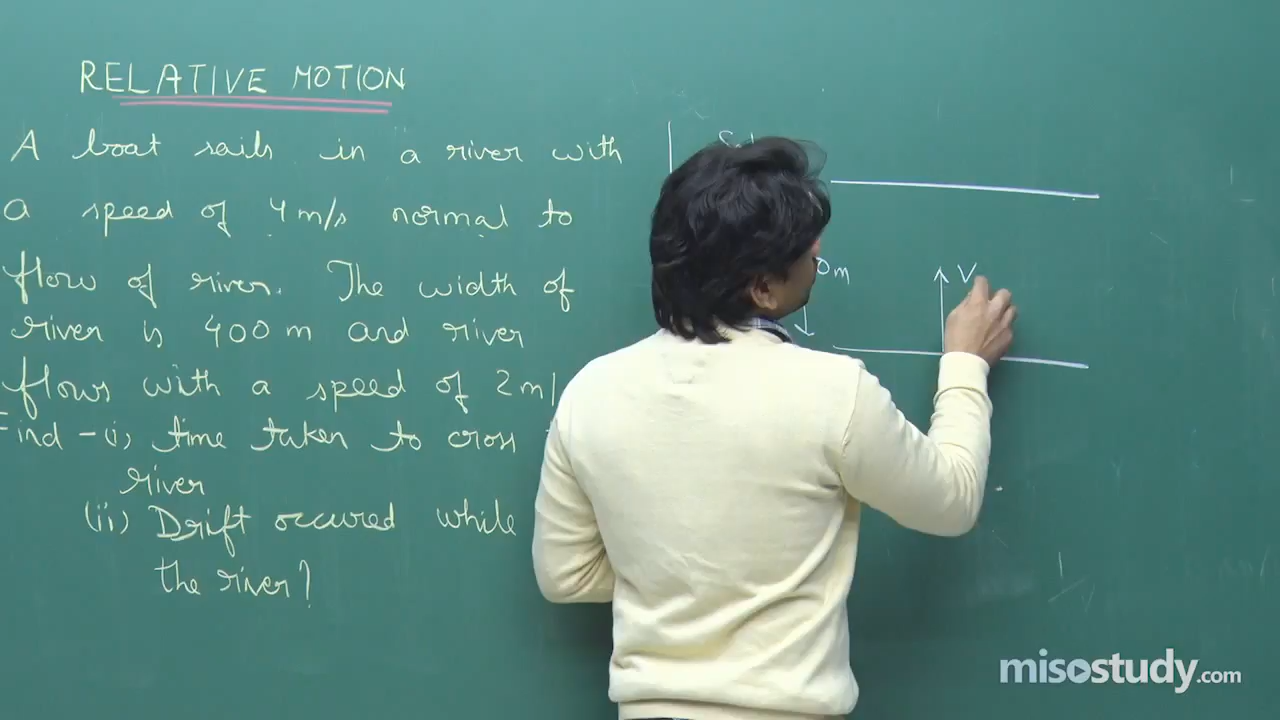 RELATIVE MOTION
A boat sails in a river with
a speed of 4 m/s normal to
flow of river. The width of
river is 400 m and river
flows with a speed of 2 m/
Find - (i) time taken to cross
river
(ii) Drift occured while
the river?
0 m
V
misostudy.com